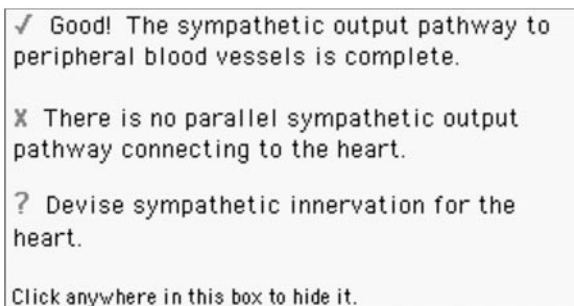 ✓ Good! The sympathetic output pathway to
peripheral blood vessels is complete.
X There is no parallel sympathetic output
pathway connecting to the heart.
? Devise sympathetic innervation for the
heart.
Click anywhere in this box to hide it.